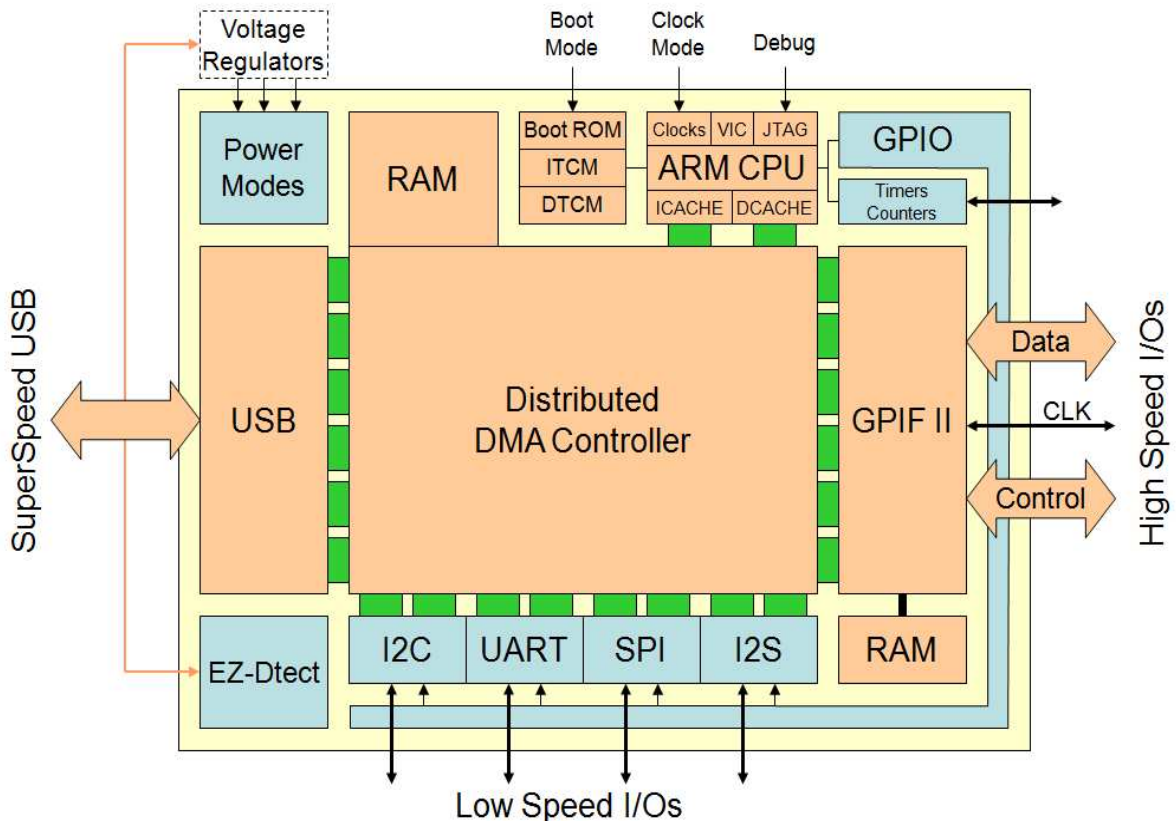 Voltage
Regulators
Boot
Mode
Clock
Mode
Debug
Power
Modes
RAM
Boot ROM
ITCM
DTCM
Clocks
VIC
JTAG
ARM CPU
ICACHE
DCACHE
GPIO
Timers
Counters
SuperSpeed USB
USB
Distributed
DMA Controller
GPIF II
Data
CLK
Control
High Speed I/Os
EZ-Dtect
I2C
UART
SPI
I2S
RAM
Low Speed I/Os